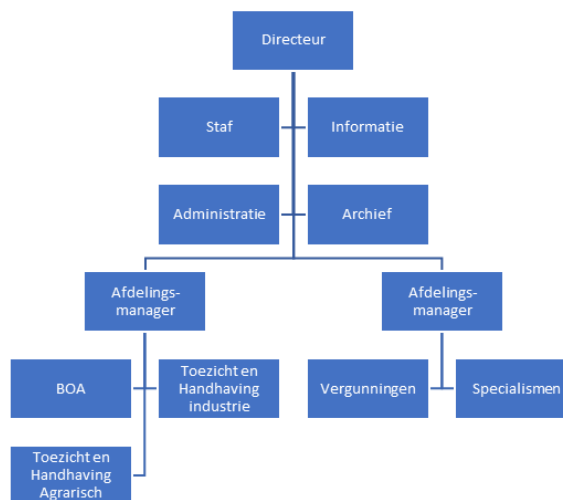 Directeur
Staf
Informatie
Administratie
Archief
Afdelings-
manager
Afdelings-
manager
BOA
Toezicht en
Handhaving
industrie
Vergunningen
Specialismen
Toezicht en
Handhaving
Agrarisch